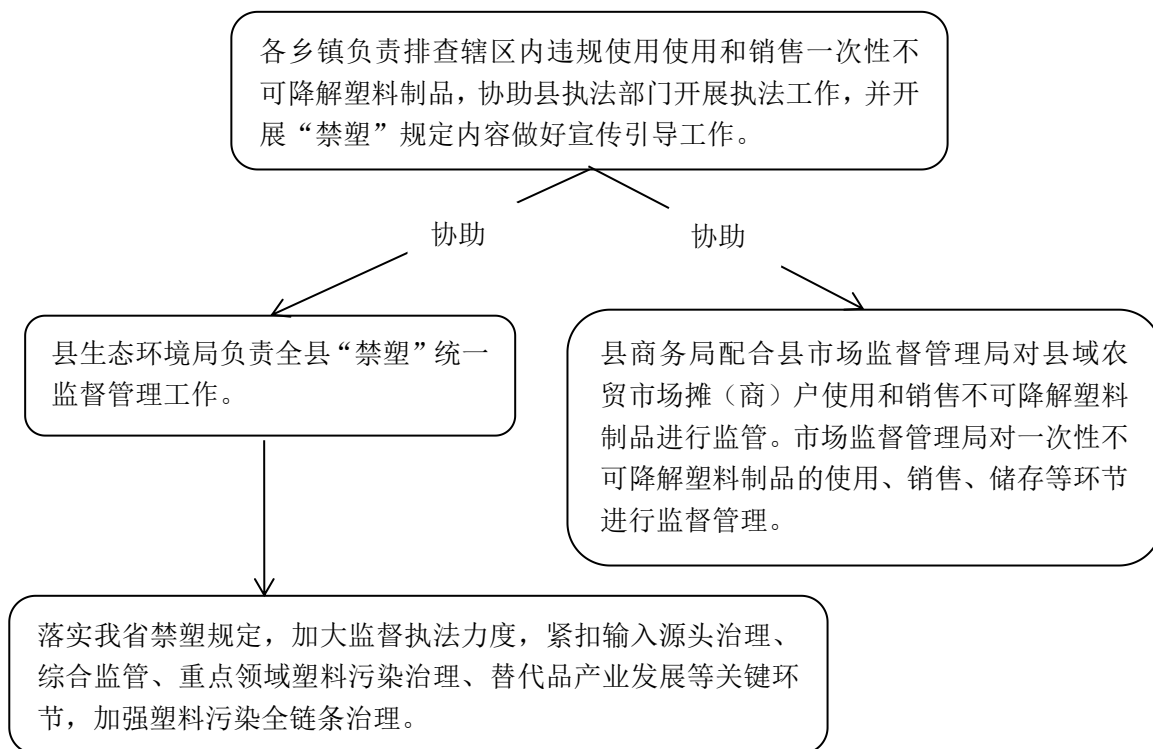 各乡镇负责排查辖区内违规使用使用和销售一次性不
可降解塑料制品，协助县执法部门开展执法工作，并开
展“禁塑”规定内容做好宣传引导工作。
协助
协助
县生态环境局负责全县“禁塑”统一
监督管理工作。
县商务局配合县市场监督管理局对县域农
贸市场摊（商）户使用和销售不可降解塑料
制品进行监管。市场监督管理局对一次性不
可降解塑料制品的使用、销售、储存等环节
进行监督管理。
落实我省禁塑规定，加大监督执法力度，紧扣输入源头治理、
综合监管、重点领域塑料污染治理、替代品产业发展等关键环
节，加强塑料污染全链条治理。